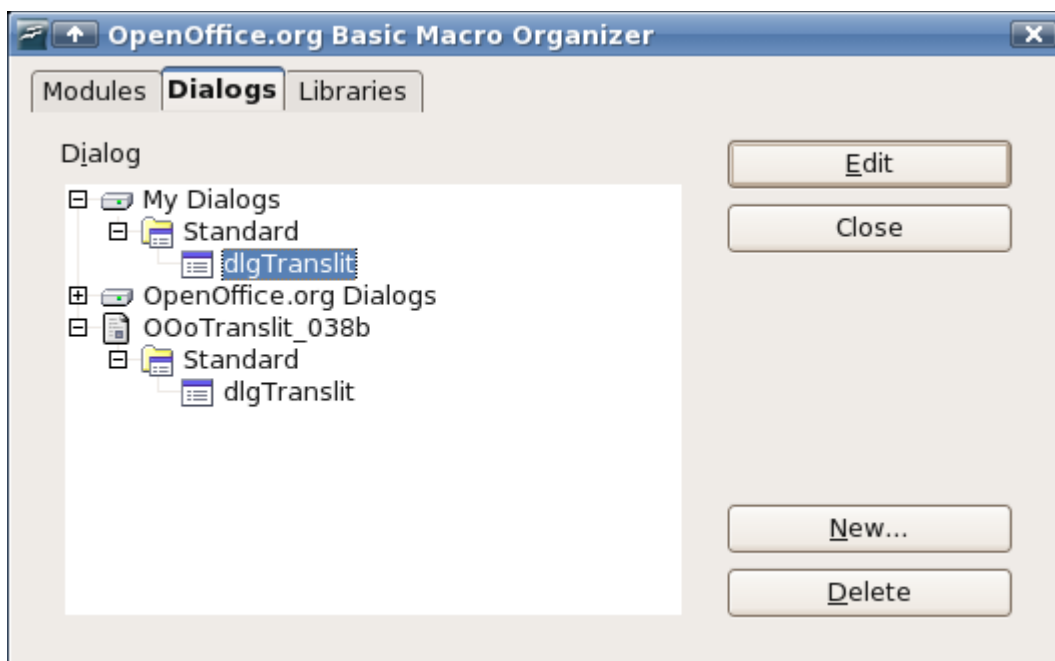 OpenOffice.org Basic Macro Organizer
Modules Dialogs Libraries
Dialog
My Dialogs
Standard
dlgTranslit
OpenOffice.org Dialogs
OOoTranslit_038b
Standard
dlgTranslit
Edit
Close
New...
Delete